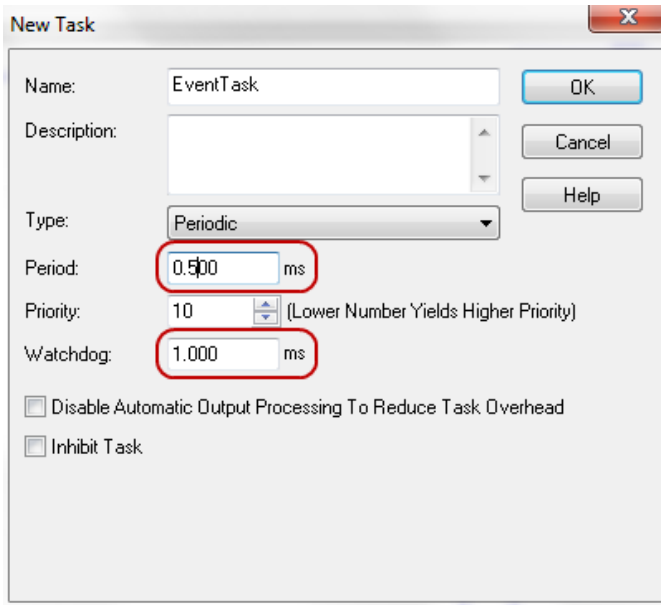 New Task
Name: EventTask OK
Description: Cancel
Help
Type: Periodic
Period: 0.500 ms
Priority: 10 (Lower Number Yields Higher Priority)
Watchdog: 1.000 ms
Disable Automatic Output Processing To Reduce Task Overhead
Inhibit Task